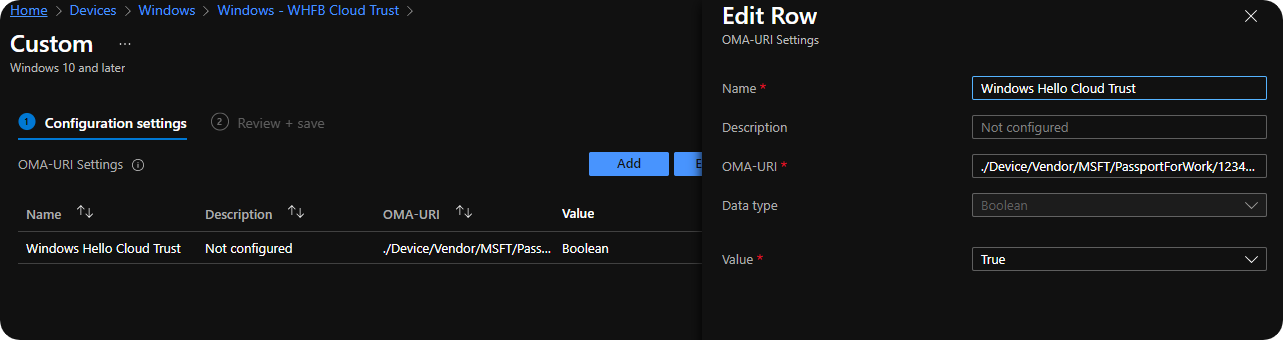 Home > Devices > Windows > Windows - WHFB Cloud Trust >
Custom ...
Windows 10 and later
1 Configuration settings 2 Review + save
OMA-URI Settings
Add E
Name Description OMA-URI Value
Windows Hello Cloud Trust Not configured ./Device/Vendor/MSFT/Pass... Boolean
Edit Row
OMA-URI Settings
Name * Windows Hello Cloud Trust
Description Not configured
OMA-URI * ./Device/Vendor/MSFT/PassportForWork/1234...
Data type Boolean
Value * True